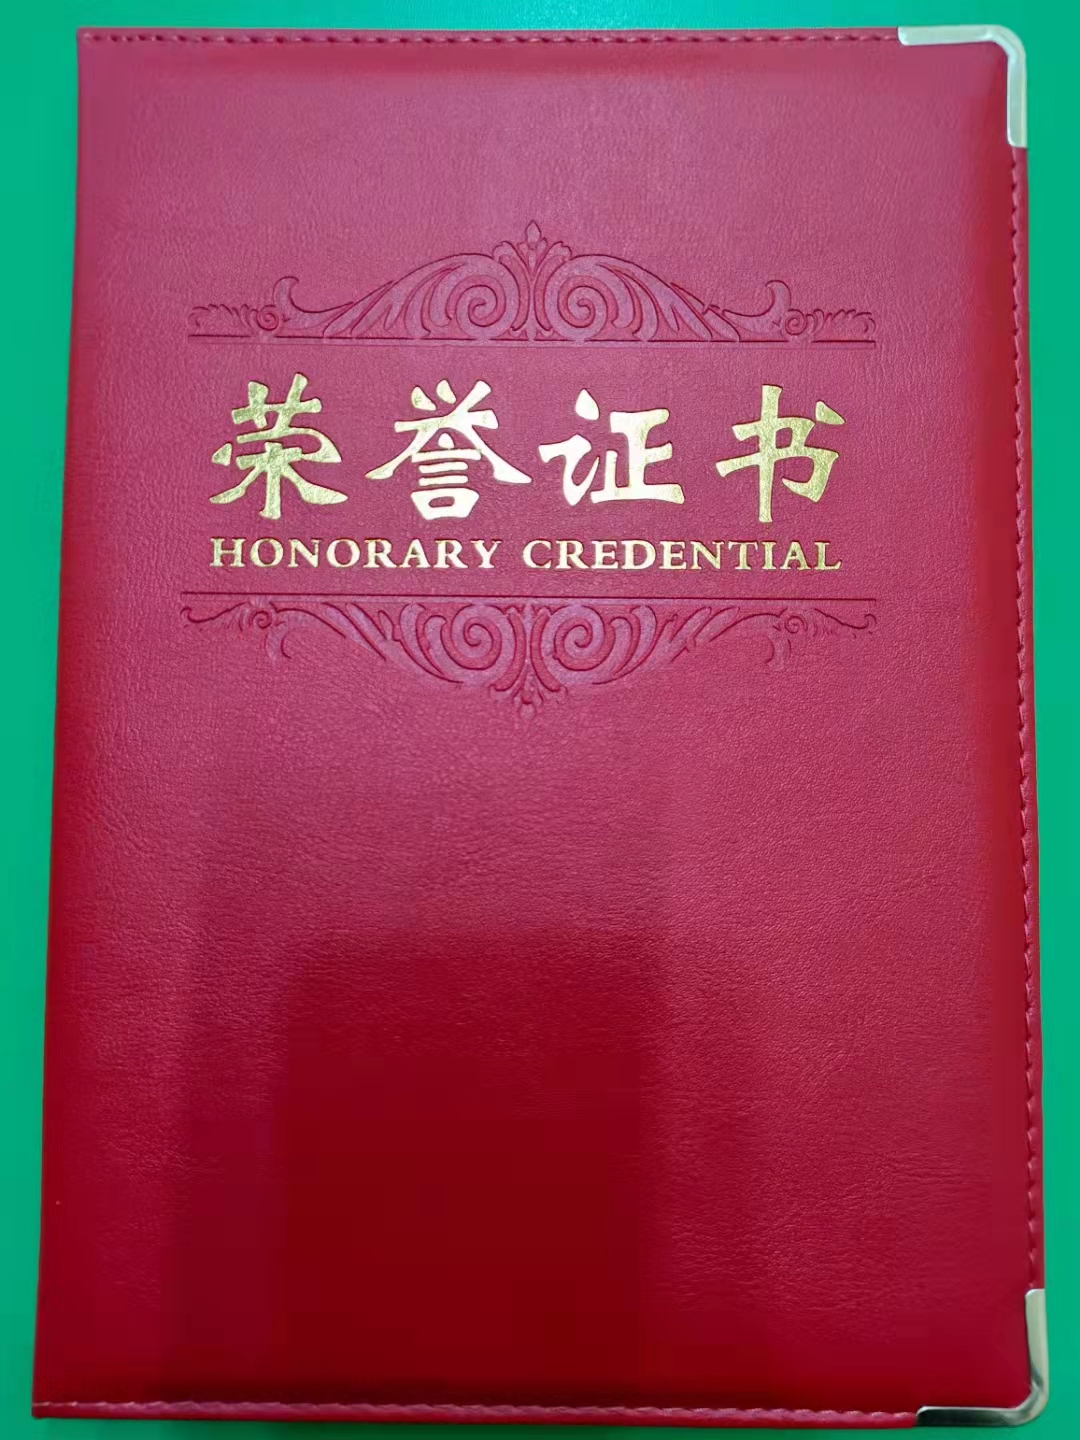 荣誉证书
HONORARY CREDENTIAL